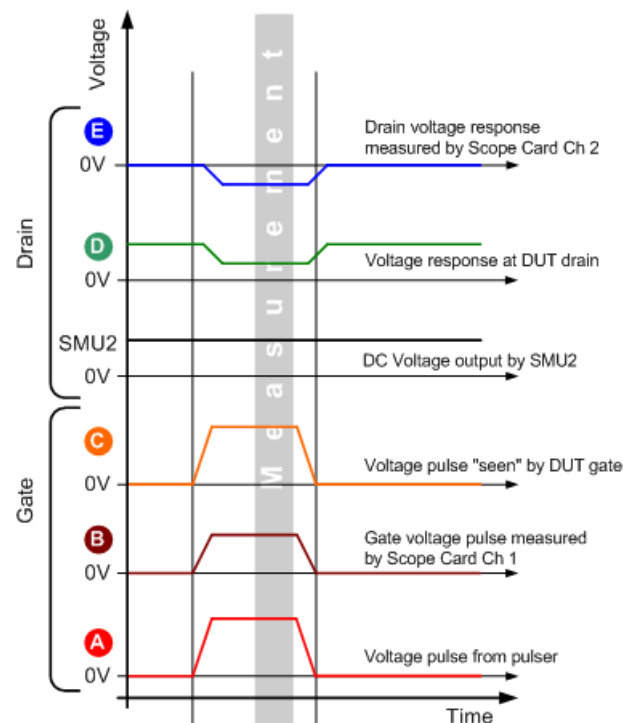 Voltage
Measurement
Drain
E
0V
Drain voltage response
measured by Scope Card Ch 2
D
0V
Voltage response at DUT drain
SMU2
0V
DC Voltage output by SMU2
Gate
C
0V
Voltage pulse "seen" by DUT gate
B
0V
Gate voltage pulse measured
by Scope Card Ch 1
A
0V
Voltage pulse from pulser
Time